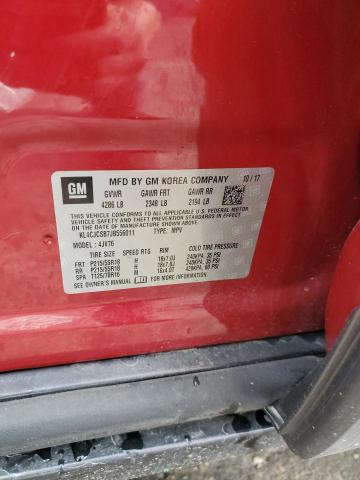 GM
MFD BY GM KOREA COMPANY 10/17
GVWR GAWR FRT GAWR RR
4286 LB 2348 LB 2194 LB
THIS VEHICLE CONFORMS TO ALL APPLICABLE U.S. FEDERAL MOTOR
VEHICLE SAFETY, BUMPER, AND THEFT PREVENTION STANDARDS IN
EFFECT ON THE DATE OF MANUFACTURE SHOWN ABOVE.
KL4CJCSB7JB556011 TYPE: MPV
MODEL: 4JV76
TIRE SIZE SPEED RTG RIM COLD TIRE PRESSURE
FRT P215/55R18 H 18x7.0J 240KPA, 35 PSI
RR P215/55R18 H 18x7.0J 240KPA, 35 PSI
SPA T125/70R16 M 16x4.0T 420KPA, 60 PSI
SEE OWNER'S MANUAL FOR ADDITIONAL INFORMATION.